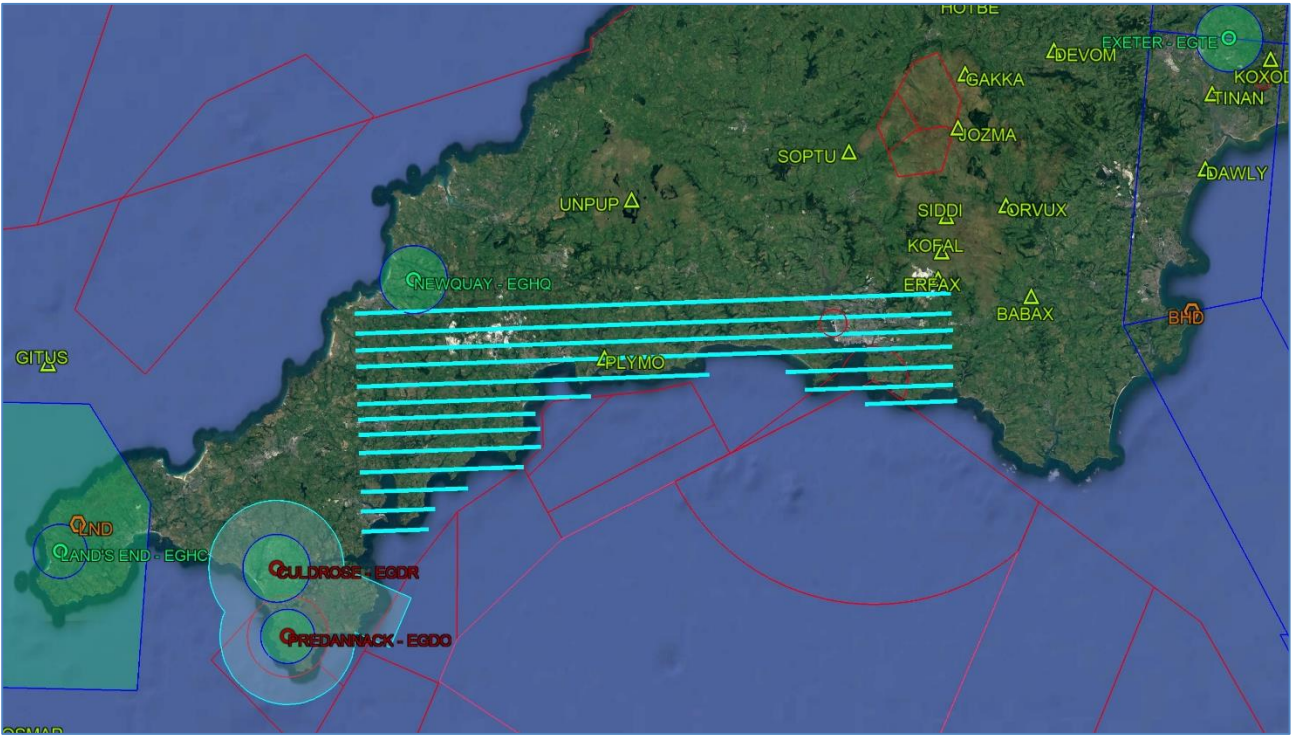 HOTBE
EXETER - EGTE
DEVOM
KOXOD
GAKKA
TINAN
JOZMA
SOPTU
DAWLY
UNPUP
SIDDI
ORVUX
KOFAL
NEWQUAY - EGHQ
ERFAX
BABAX
BHD
GITUS
PLYMO
LND
LAND'S END - EGHC
CULDROSE - EGDR
PREDANNACK - EGDO
OSMAR